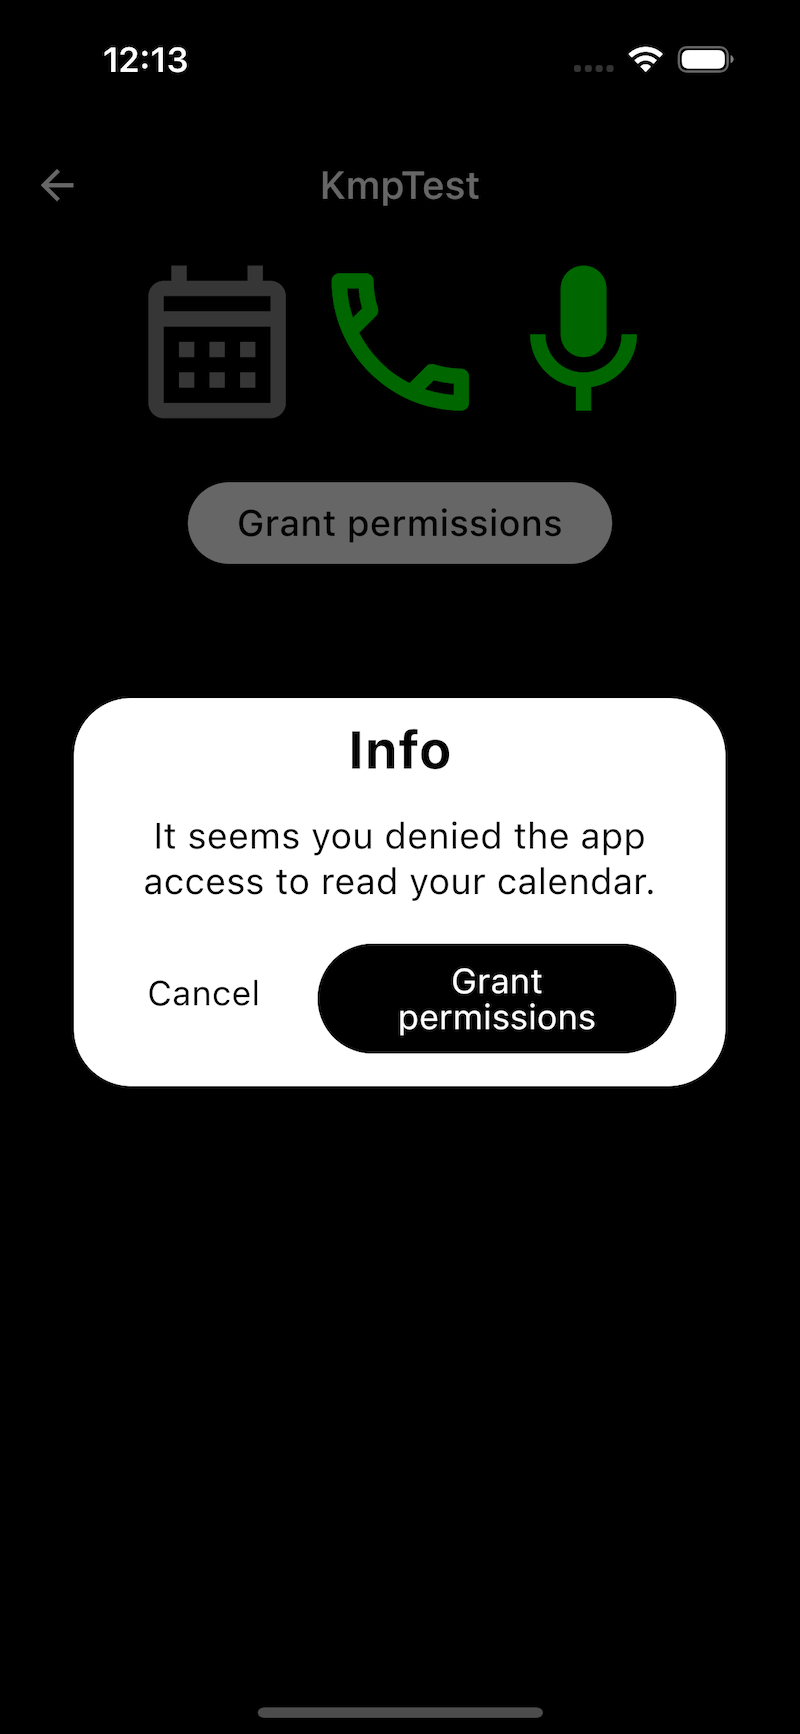 12:13
KmpTest
Grant permissions
Info
It seems you denied the app
access to read your calendar.
Cancel
Grant
permissions